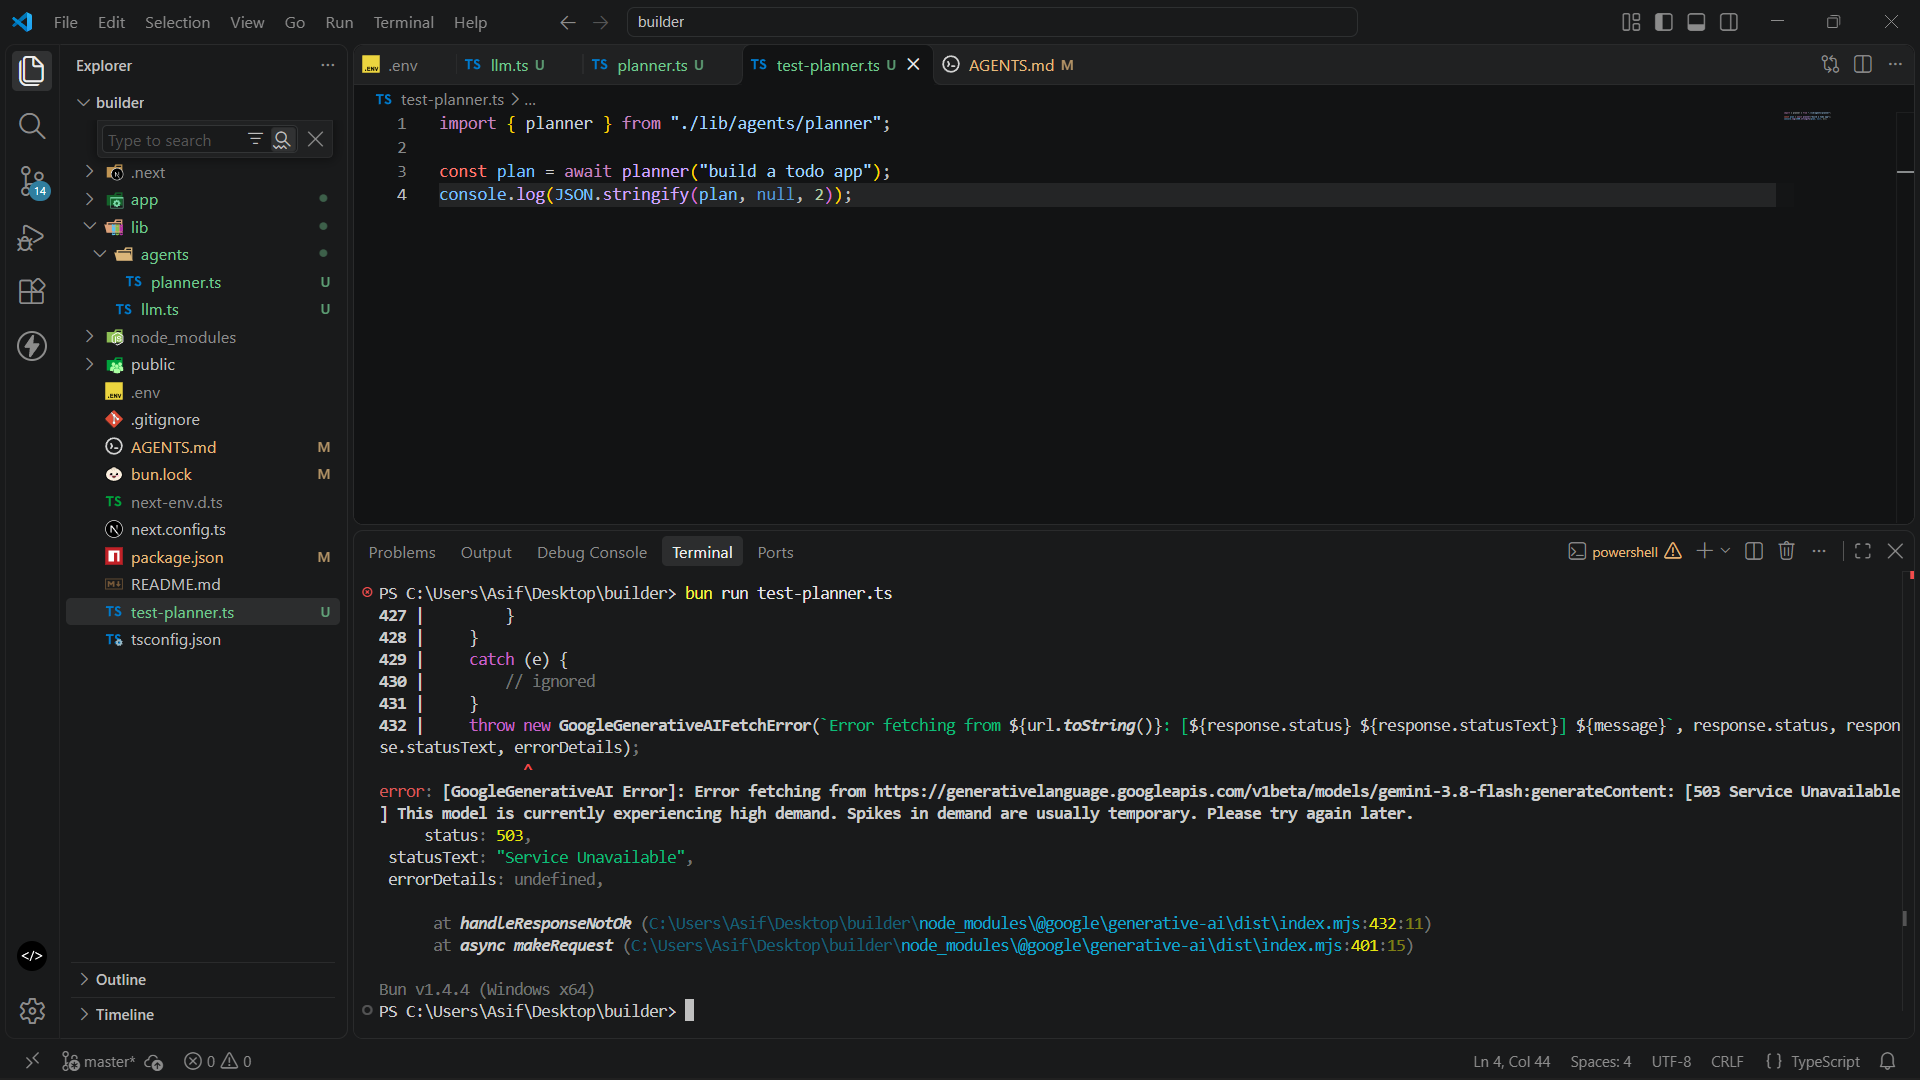 File Edit Selection View Go Run Terminal Help
builder
Explorer
builder
Type to search
.next
app
lib
agents
TS planner.ts U
TS llm.ts U
node_modules
public
.env
.gitignore
AGENTS.md M
bun.lock M
TS next-env.d.ts
next.config.ts
package.json M
README.md
TS test-planner.ts U
tsconfig.json
14
Outline
Timeline
.env
TS llm.ts U
TS planner.ts U
TS test-planner.ts U
AGENTS.md M
TS test-planner.ts > ...
1 import { planner } from "./lib/agents/planner";
2
3 const plan = await planner("build a todo app");
4 console.log(JSON.stringify(plan, null, 2));
Problems Output Debug Console Terminal Ports
powershell
PS C:\Users\Asif\Desktop\builder> bun run test-planner.ts
427 | }
428 | }
429 | catch (e) {
430 | // ignored
431 | }
432 | throw new GoogleGenerativeAIFetchError(`Error fetching from ${url.toString()}: [${response.status} ${response.statusText}] ${message}`, response.status, respon
se.statusText, errorDetails);
^
error: [GoogleGenerativeAI Error]: Error fetching from https://generativelanguage.googleapis.com/v1beta/models/gemini-3.8-flash:generateContent: [503 Service Unavailable
] This model is currently experiencing high demand. Spikes in demand are usually temporary. Please try again later.
status: 503,
statusText: "Service Unavailable",
errorDetails: undefined,
at handleResponseNotOk (C:\Users\Asif\Desktop\builder\node_modules\@google\generative-ai\dist\index.mjs:432:11)
at async makeRequest (C:\Users\Asif\Desktop\builder\node_modules\@google\generative-ai\dist\index.mjs:401:15)
Bun v1.4.4 (Windows x64)
PS C:\Users\Asif\Desktop\builder>
master* 0 0
Ln 4, Col 44 Spaces: 4 UTF-8 CRLF {} TypeScript